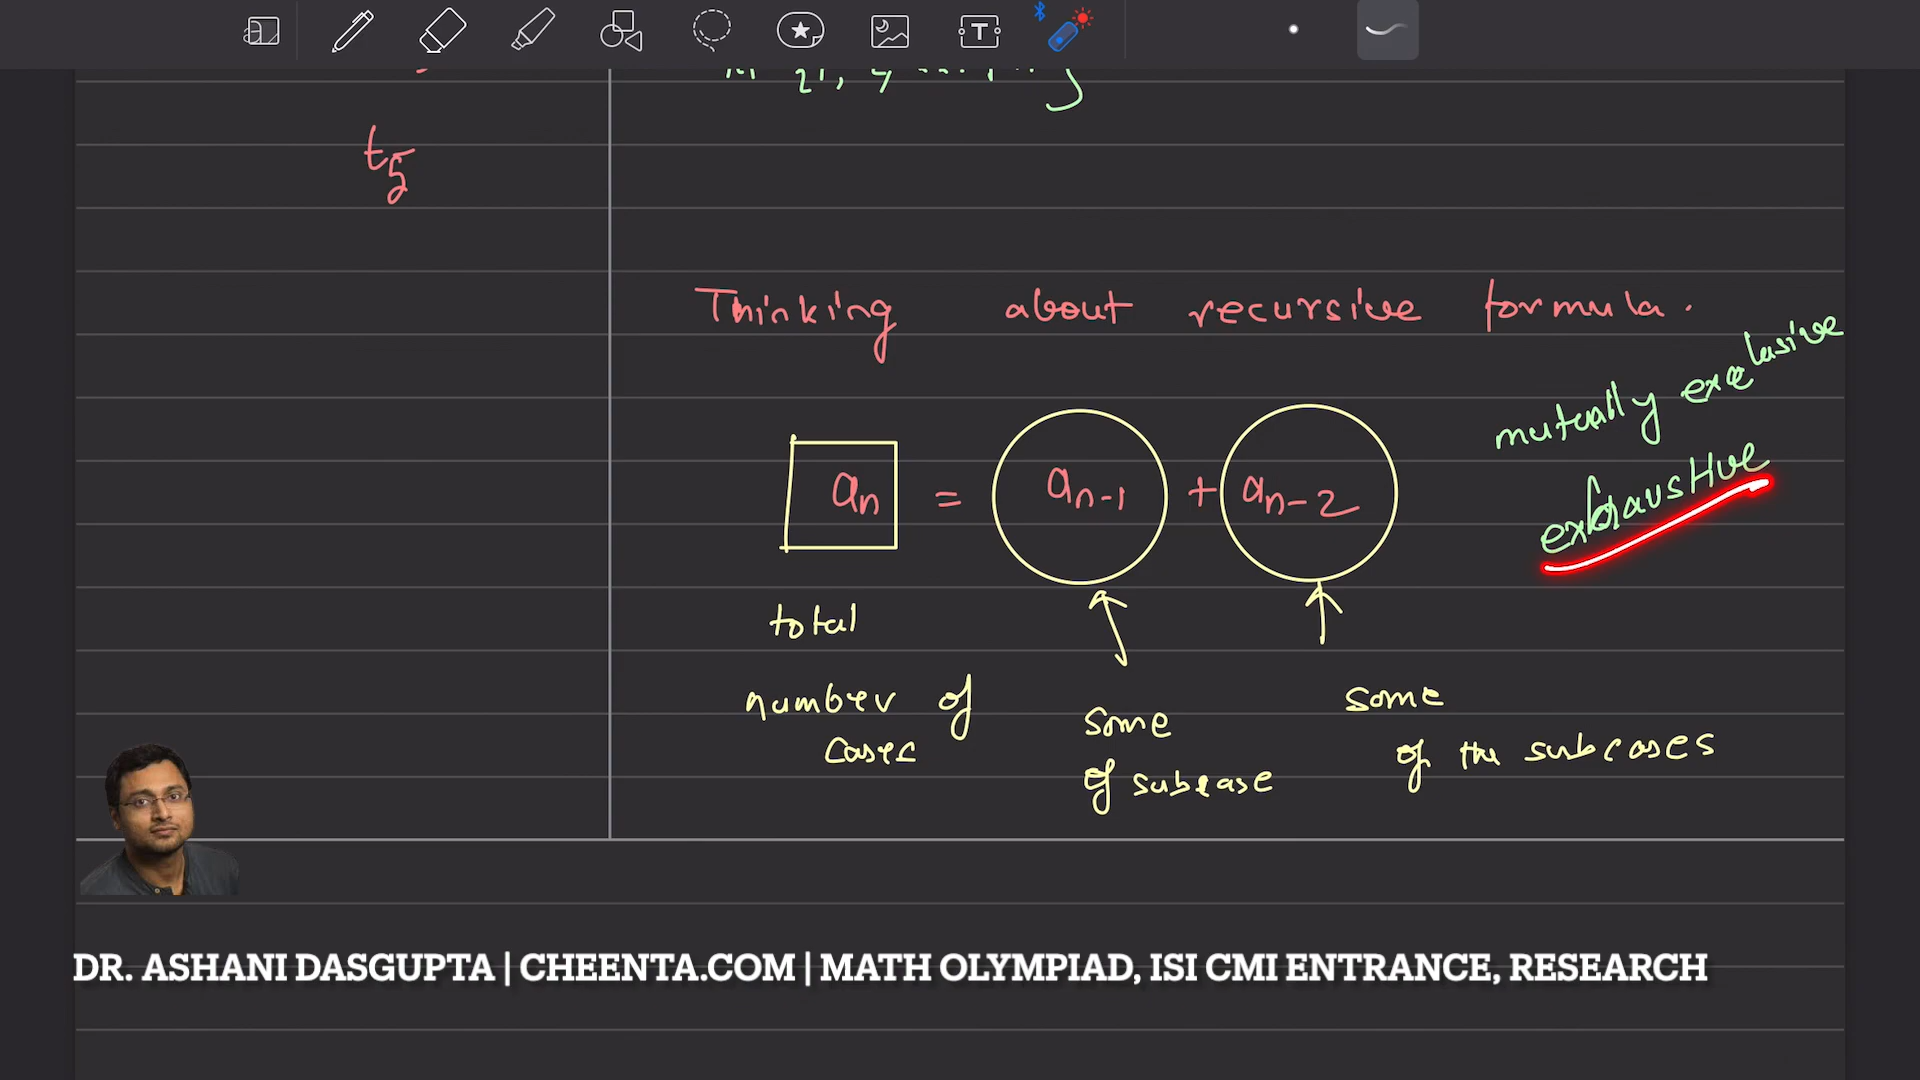 t5
Thinking about recursive formula.
mutually exclusive
exhaustive
an = an-1 + an-2
total
number of
cases
some
of subcase
some
of the subcases
DR. ASHANI DASGUPTA | CHEENTA.COM | MATH OLYMPIAD, ISI CMI ENTRANCE, RESEARCH